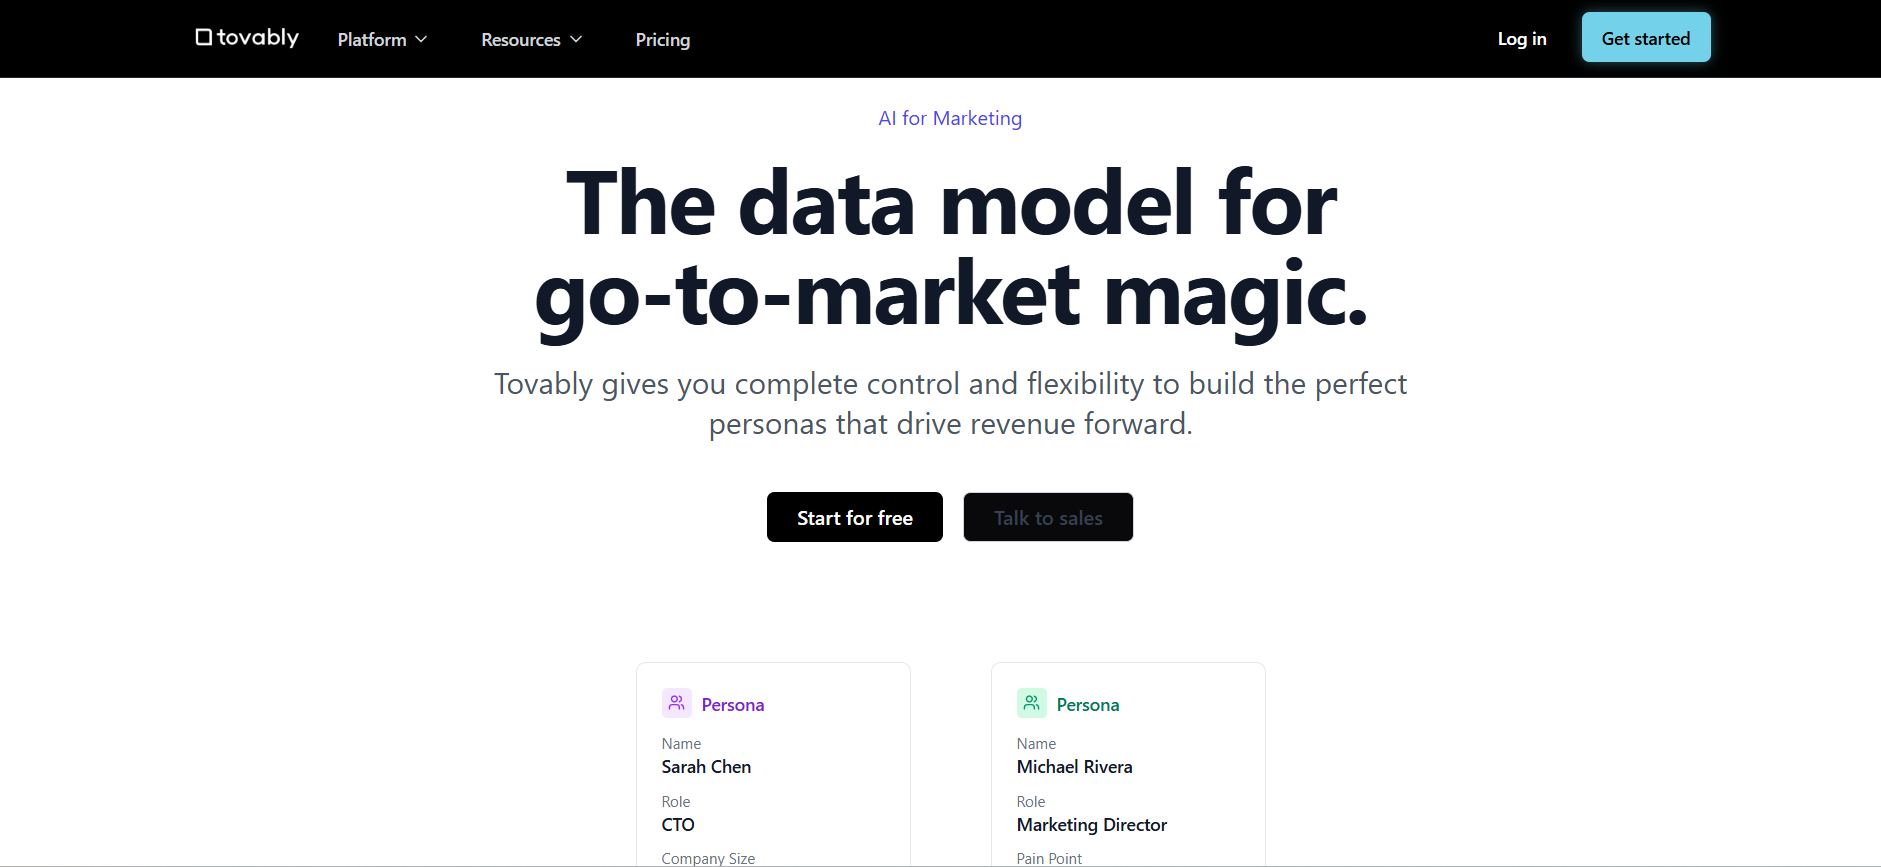 tovably
Platform
Resources
Pricing
Log in
Get started
AI for Marketing
The data model for
go-to-market magic.
Tovably gives you complete control and flexibility to build the perfect
personas that drive revenue forward.
Start for free
Talk to sales
Persona
Name
Sarah Chen
Role
CTO
Company Size
Persona
Name
Michael Rivera
Role
Marketing Director
Pain Point